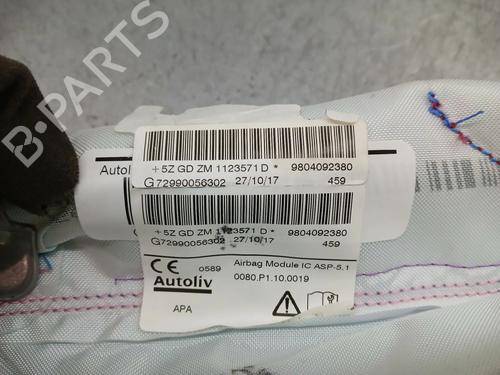 B-PARTS
Autol
+5Z GD ZM 1123571 D * 9804092380
G72990056302 27/10/17 459
+5Z GD ZM 1123571 D * 9804092380
G72990056302 27/10/17 459
CE 0589 Airbag Module IC ASP-5.1
Autoliv 0080.P1.10.0019
APA